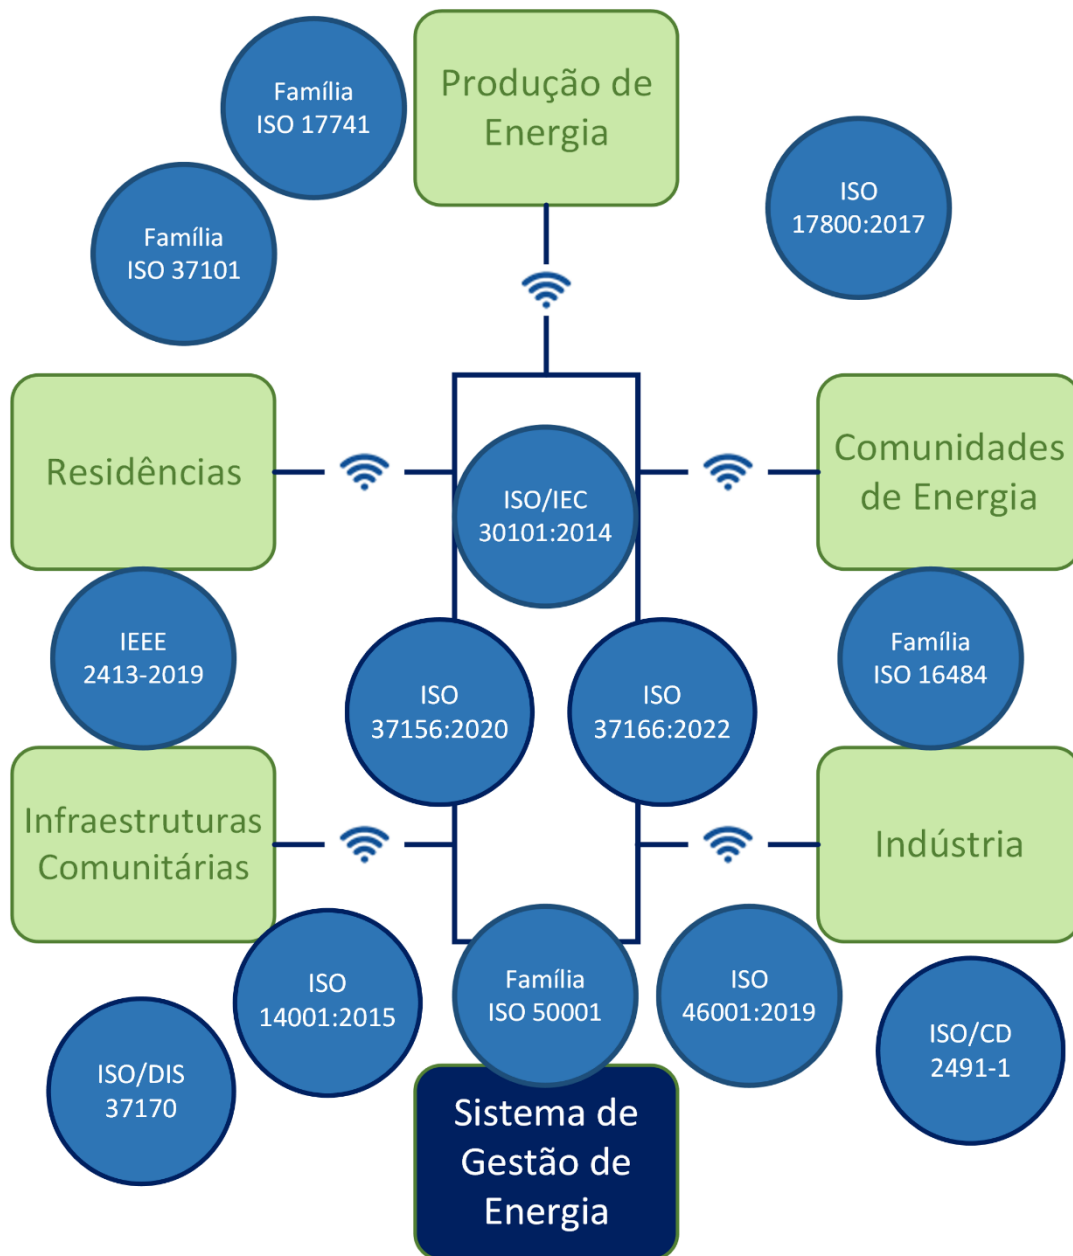 Família
ISO 17741
Produção de
Energia
ISO
17800:2017
Família
ISO 37101
Residências
Comunidades
de Energia
ISO/IEC
30101:2014
IEEE
2413-2019
Família
ISO 16484
ISO
37156:2020
ISO
37166:2022
Infraestruturas
Comunitárias
Indústria
ISO
14001:2015
Família
ISO 50001
ISO
46001:2019
ISO/DIS
37170
ISO/CD
2491-1
Sistema de
Gestão de
Energia